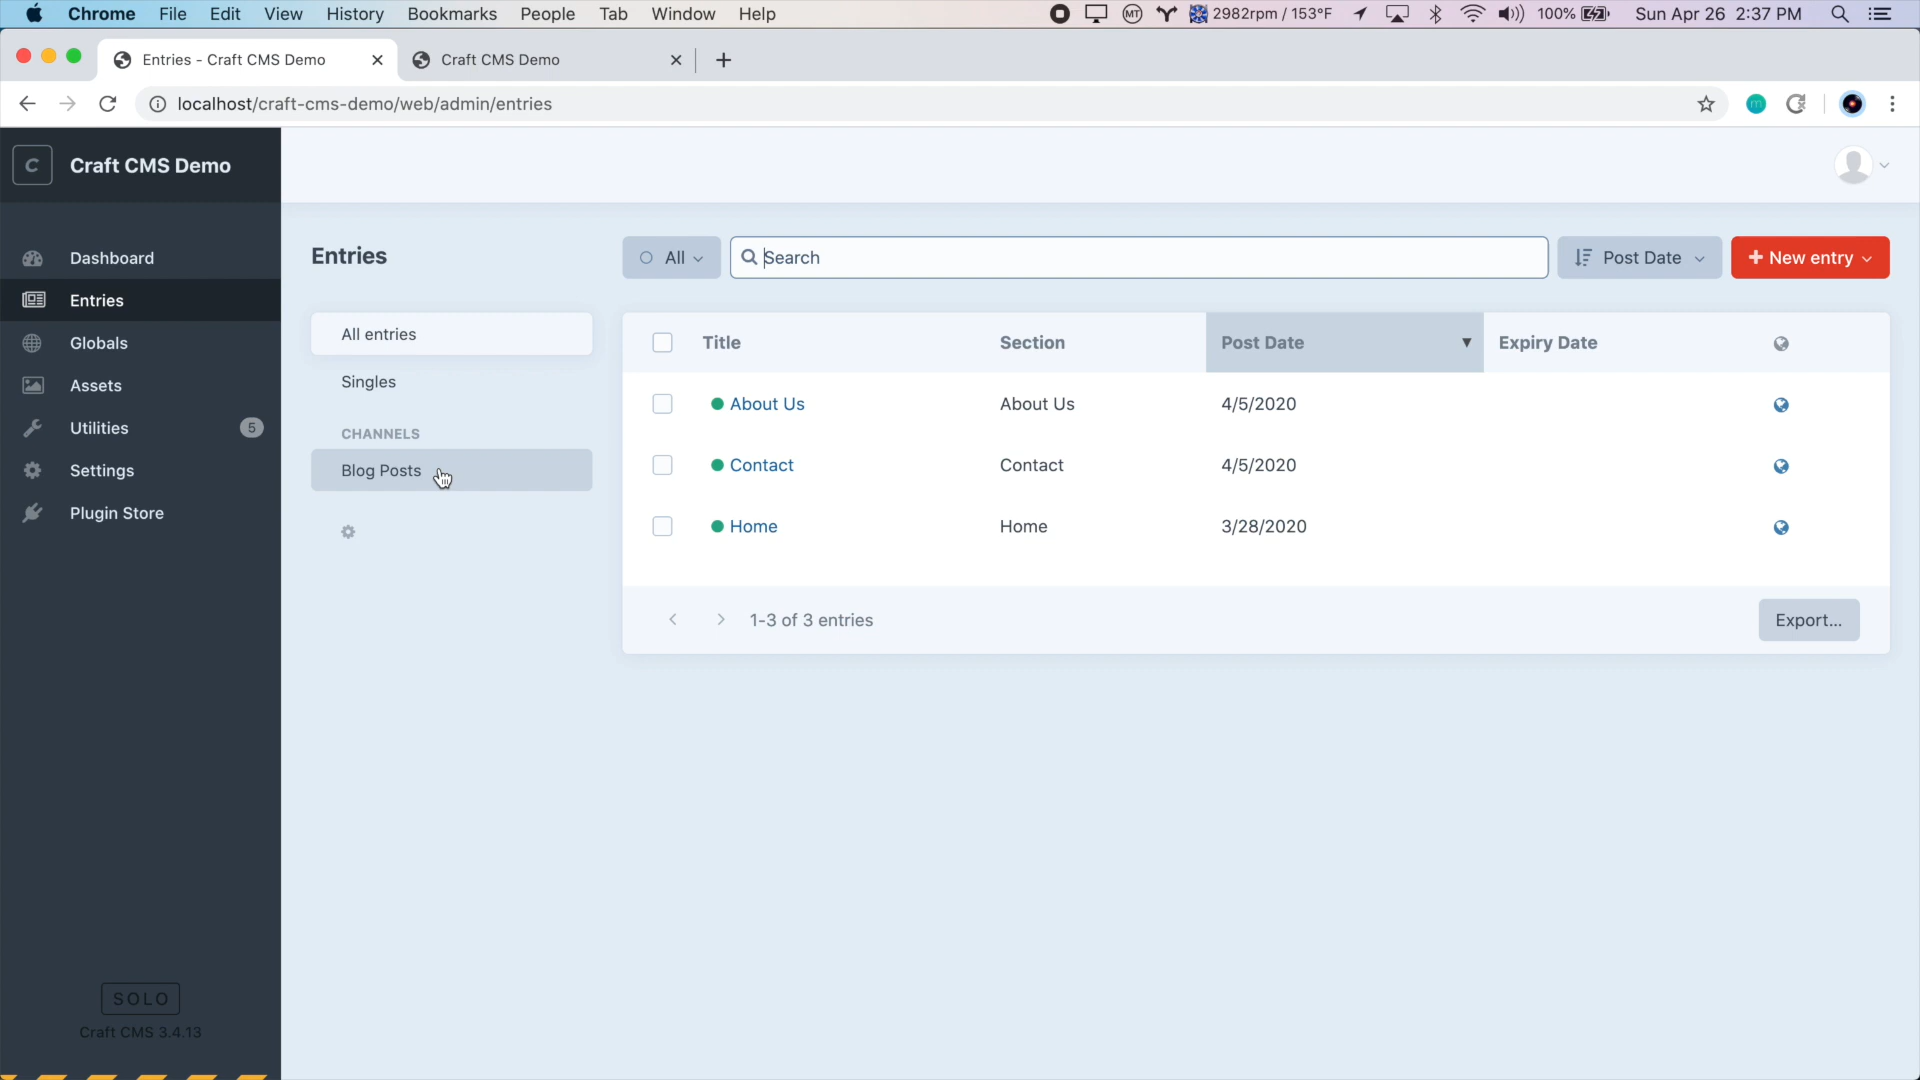 Chrome File Edit View History Bookmarks People Tab Window Help
MT 2982rpm / 153°F 100% Sun Apr 26 2:37 PM
Entries - Craft CMS Demo
Craft CMS Demo
localhost/craft-cms-demo/web/admin/entries
m
C Craft CMS Demo
Dashboard
Entries
Globals
Assets
Utilities 5
Settings
Plugin Store
SOLO
Craft CMS 3.4.13
Entries
All entries
Singles
CHANNELS
Blog Posts
All
Search
Post Date
+ New entry
Title Section Post Date Expiry Date
About Us About Us 4/5/2020
Contact Contact 4/5/2020
Home Home 3/28/2020
1-3 of 3 entries
Export...